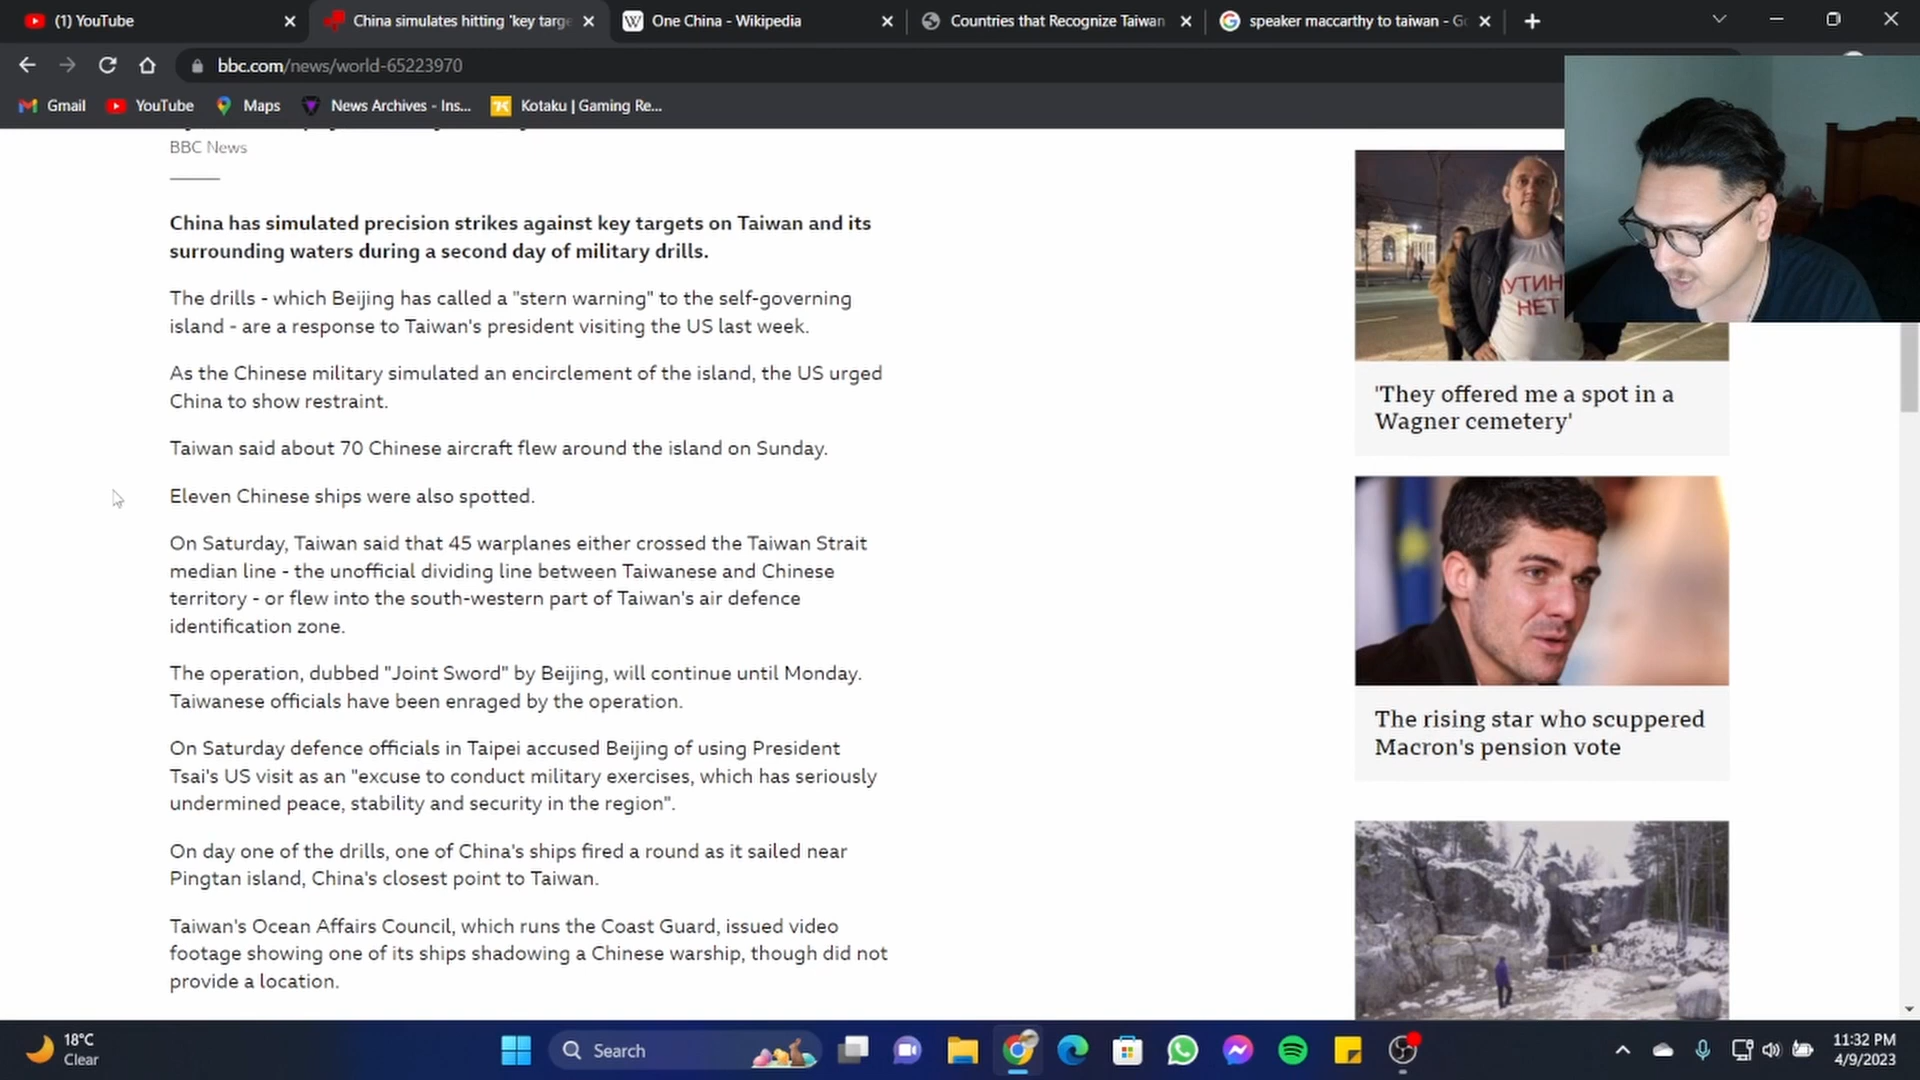 (1) YouTube
China simulates hitting 'key targe
One China - Wikipedia
Countries that Recognize Taiwan
speaker maccarthy to taiwan - Go
bbc.com/news/world-65223970
Gmail
YouTube
Maps
News Archives - Ins...
Kotaku | Gaming Re...
BBC News
China has simulated precision strikes against key targets on Taiwan and its
surrounding waters during a second day of military drills.
The drills - which Beijing has called a "stern warning" to the self-governing
island - are a response to Taiwan's president visiting the US last week.
As the Chinese military simulated an encirclement of the island, the US urged
China to show restraint.
Taiwan said about 70 Chinese aircraft flew around the island on Sunday.
Eleven Chinese ships were also spotted.
On Saturday, Taiwan said that 45 warplanes either crossed the Taiwan Strait
median line - the unofficial dividing line between Taiwanese and Chinese
territory - or flew into the south-western part of Taiwan's air defence
identification zone.
The operation, dubbed "Joint Sword" by Beijing, will continue until Monday.
Taiwanese officials have been enraged by the operation.
On Saturday defence officials in Taipei accused Beijing of using President
Tsai's US visit as an "excuse to conduct military exercises, which has seriously
undermined peace, stability and security in the region".
On day one of the drills, one of China's ships fired a round as it sailed near
Pingtan island, China's closest point to Taiwan.
Taiwan's Ocean Affairs Council, which runs the Coast Guard, issued video
footage showing one of its ships shadowing a Chinese warship, though did not
provide a location.
НЕТ
'They offered me a spot in a
Wagner cemetery'
The rising star who scuppered
Macron's pension vote
18°C
Clear
Search
11:32 PM
4/9/2023